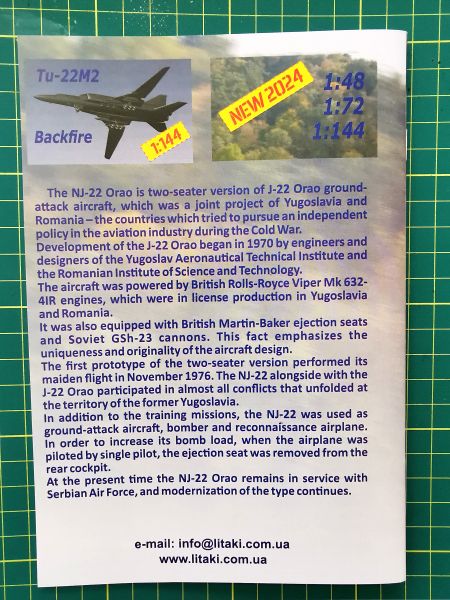 Tu-22M2
Backfire
1:144
NEW 2024
1:48
1:72
1:144
The NJ-22 Orao is two-seater version of J-22 Orao ground-
attack aircraft, which was a joint project of Yugoslavia and
Romania – the countries which tried to pursue an independent
policy in the aviation industry during the Cold War.
Development of the J-22 Orao began in 1970 by engineers and
designers of the Yugoslav Aeronautical Technical Institute and
the Romanian Institute of Science and Technology.
The aircraft was powered by British Rolls-Royce Viper Mk 632-
4IR engines, which were in license production in Yugoslavia
and Romania.
It was also equipped with British Martin-Baker ejection seats
and Soviet GSh-23 cannons. This fact emphasizes the
uniqueness and originality of the aircraft design.
The first prototype of the two-seater version performed its
maiden flight in November 1976. The NJ-22 alongside with the
J-22 Orao participated in almost all conflicts that unfolded at
the territory of the former Yugoslavia.
In addition to the training missions, the NJ-22 was used as
ground-attack aircraft, bomber and reconnaíssance airplane.
In order to increase its bomb load, when the airplane was
piloted by single pilot, the ejection seat was removed from the
rear cockpit.
At the present time the NJ-22 Orao remains in service with
Serbian Air Force, and modernization of the type continues.
e-mail: info@litaki.com.ua
www.litaki.com.ua